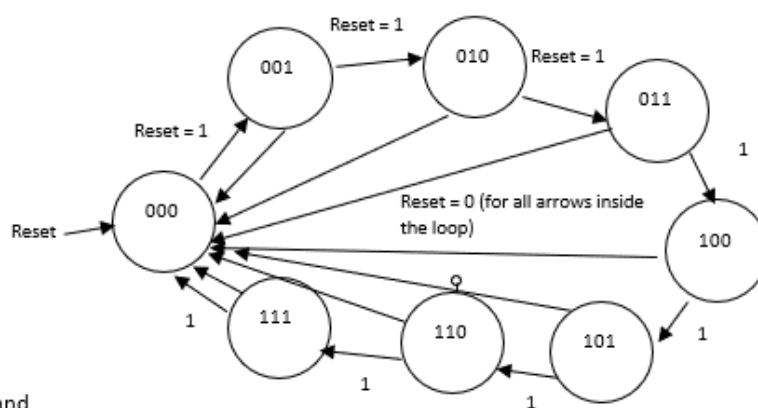 Reset = 1
001
010
Reset = 1
011
Reset = 1
1
000
Reset = 0 (for all arrows inside
the loop)
Reset
100
111
110
101
1
1
1
1
and